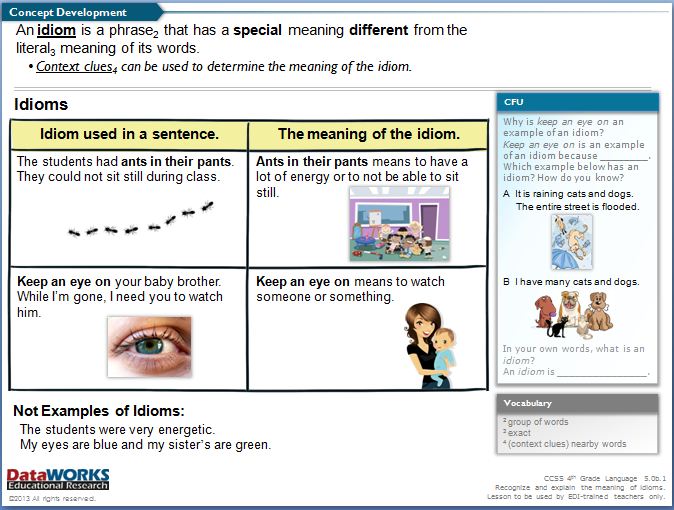 Concept Development
An idiom is a phrase2 that has a special meaning different from the
literal3 meaning of its words.
• Context clues4 can be used to determine the meaning of the idiom.
Idioms
Idiom used in a sentence.
The meaning of the idiom.
The students had ants in their pants.
They could not sit still during class.
Ants in their pants means to have a
lot of energy or to not be able to sit
still.
Keep an eye on your baby brother.
While I'm gone, I need you to watch
him.
Keep an eye on means to watch
someone or something.
Not Examples of Idioms:
The students were very energetic.
My eyes are blue and my sister's are green.
CFU
Why is keep an eye on an
example of an idiom?
Keep an eye on is an example
of an idiom because ________.
Which example below has an
idiom? How do you know?
A It is raining cats and dogs.
The entire street is flooded.
B I have many cats and dogs.
In your own words, what is an
idiom?
An idiom is _______________.
Vocabulary
2 group of words
3 exact
4 (context clues) nearby words
DataWORKS
Educational Research
©2013 All rights reserved.
CCSS 4th Grade Language 5.0b.1
Recognize and explain the meaning of idioms.
Lesson to be used by EDI-trained teachers only.